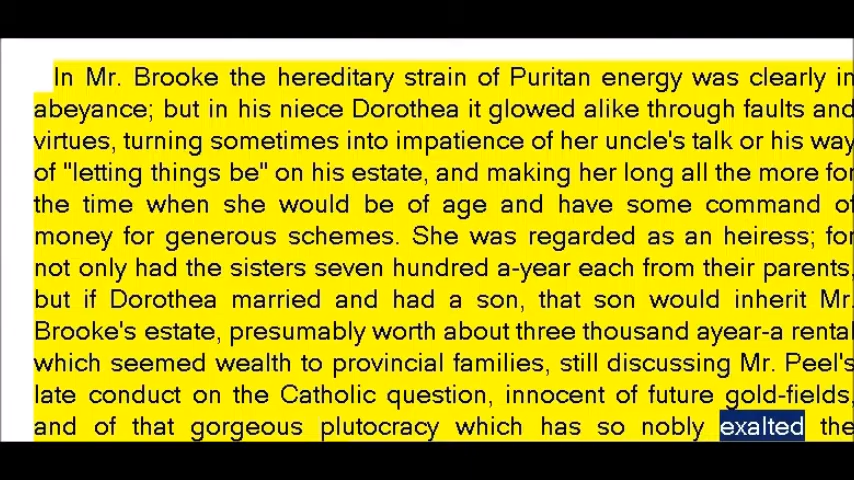 In Mr. Brooke the hereditary strain of Puritan energy was clearly in
abeyance; but in his niece Dorothea it glowed alike through faults and
virtues, turning sometimes into impatience of her uncle's talk or his way
of "letting things be" on his estate, and making her long all the more for
the time when she would be of age and have some command of
money for generous schemes. She was regarded as an heiress; for
not only had the sisters seven hundred a-year each from their parents,
but if Dorothea married and had a son, that son would inherit Mr.
Brooke's estate, presumably worth about three thousand ayear-a rental
which seemed wealth to provincial families, still discussing Mr. Peel's
late conduct on the Catholic question, innocent of future gold-fields,
and of that gorgeous plutocracy which has so nobly exalted the